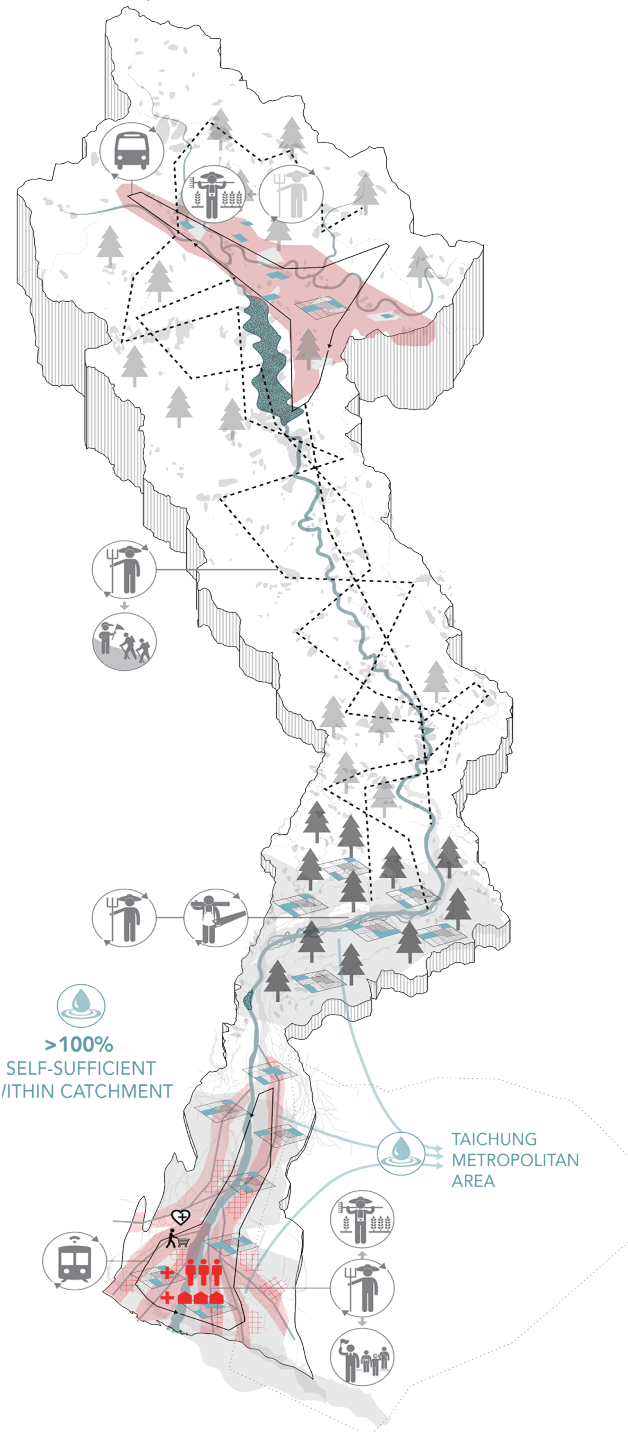 >100%
SELF-SUFFICIENT
WITHIN CATCHMENT
TAICHUNG
METROPOLITAN
AREA